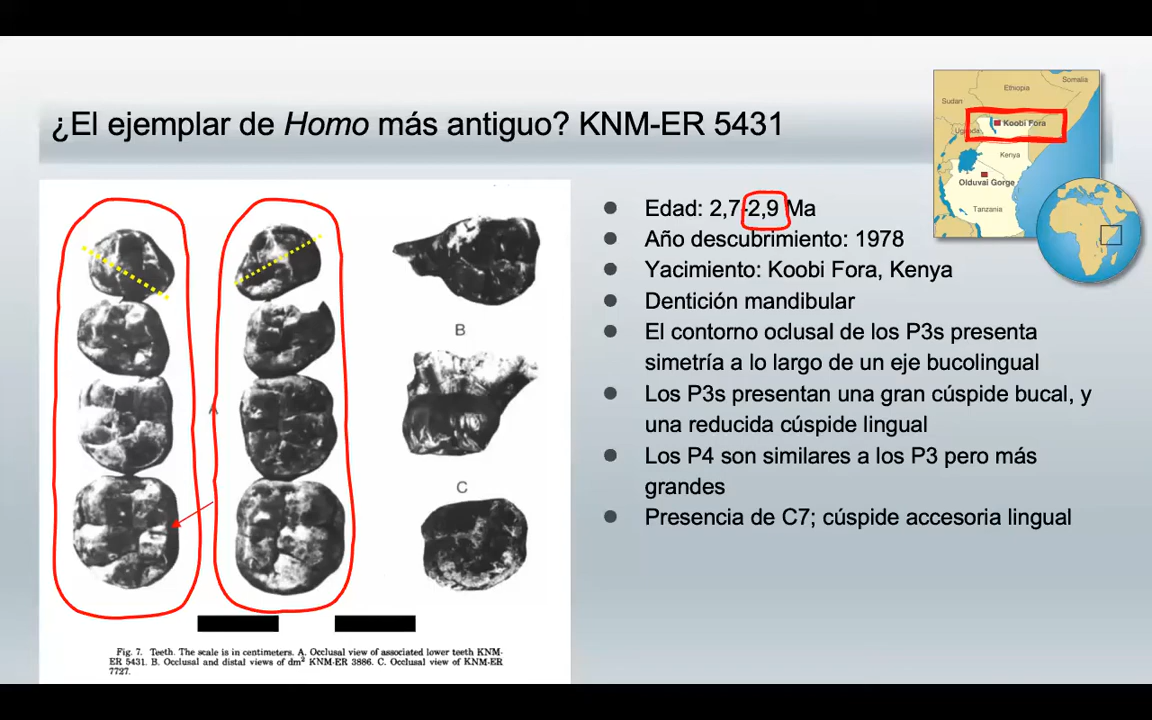 ¿El ejemplar de Homo más antiguo? KNM-ER 5431
Somalia
Ethiopia
Sudan
Koobi Fora
Uganda
Kenya
Olduvai Gorge
Tanzania
A
B
C
Fig. 7. Teeth. The scale is in centimeters. A. Occlusal view of associated lower teeth KNM-
ER 5431. B. Occlusal and distal views of dm² KNM-ER 3886. C. Occlusal view of KNM-ER
7727.
● Edad: 2,7-2,9 Ma
● Año descubrimiento: 1978
● Yacimiento: Koobi Fora, Kenya
● Dentición mandibular
● El contorno oclusal de los P3s presenta
simetría a lo largo de un eje bucolingual
● Los P3s presentan una gran cúspide bucal, y
una reducida cúspide lingual
● Los P4 son similares a los P3 pero más
grandes
● Presencia de C7; cúspide accesoria lingual